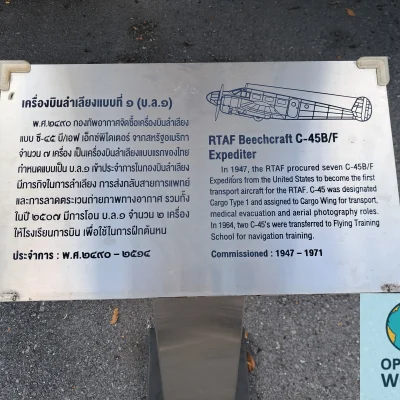 เครื่องบินลำเลียงแบบที่ ๑ (บ.ล.๑)
พ.ศ.๒๔๙๐ กองทัพอากาศจัดซื้อเครื่องบินลำเลียง
แบบ ซี-๔๕ บี/เอฟ เอ็กซ์พิไดเตอร์ จากสหรัฐอเมริกา
จำนวน ๗ เครื่อง เป็นเครื่องบินลำเลียงแบบแรกของไทย
กำหนดแบบเป็น บ.ล.๑ เข้าประจำการในกองบินลำเลียง
มีภารกิจในการลำเลียง การส่งกลับสายการแพทย์
และการลาดตระเวนถ่ายภาพทางอากาศ รวมทั้ง
ในปี ๒๕๐๗ มีการโอน บ.ล.๑ จำนวน ๒ เครื่อง
ให้โรงเรียนการบิน เพื่อใช้ในการฝึกต้นหน
ประจำการ : พ.ศ.๒๔๙๐ - ๒๕๑๔
RTAF Beechcraft C-45B/F
Expediter
In 1947, the RTAF procured seven C-45B/F
Expeditors from the United States to become the first
transport aircraft for the RTAF. C-45 was designated
Cargo Type 1 and assigned to Cargo Wing for transport,
medical evacuation and aerial photography roles.
In 1964, two C-45's were transferred to Flying Training
School for navigation training.
Commissioned : 1947 - 1971